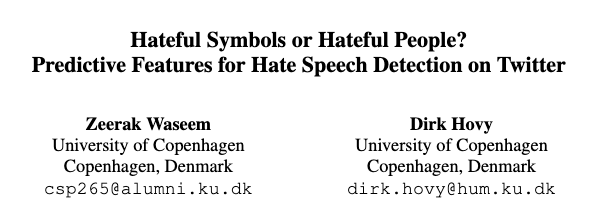 Hateful Symbols or Hateful People?
Predictive Features for Hate Speech Detection on Twitter
Zeerak Waseem
University of Copenhagen
Copenhagen, Denmark
csp265@alumni.ku.dk
Dirk Hovy
University of Copenhagen
Copenhagen, Denmark
dirk.hovy@hum.ku.dk